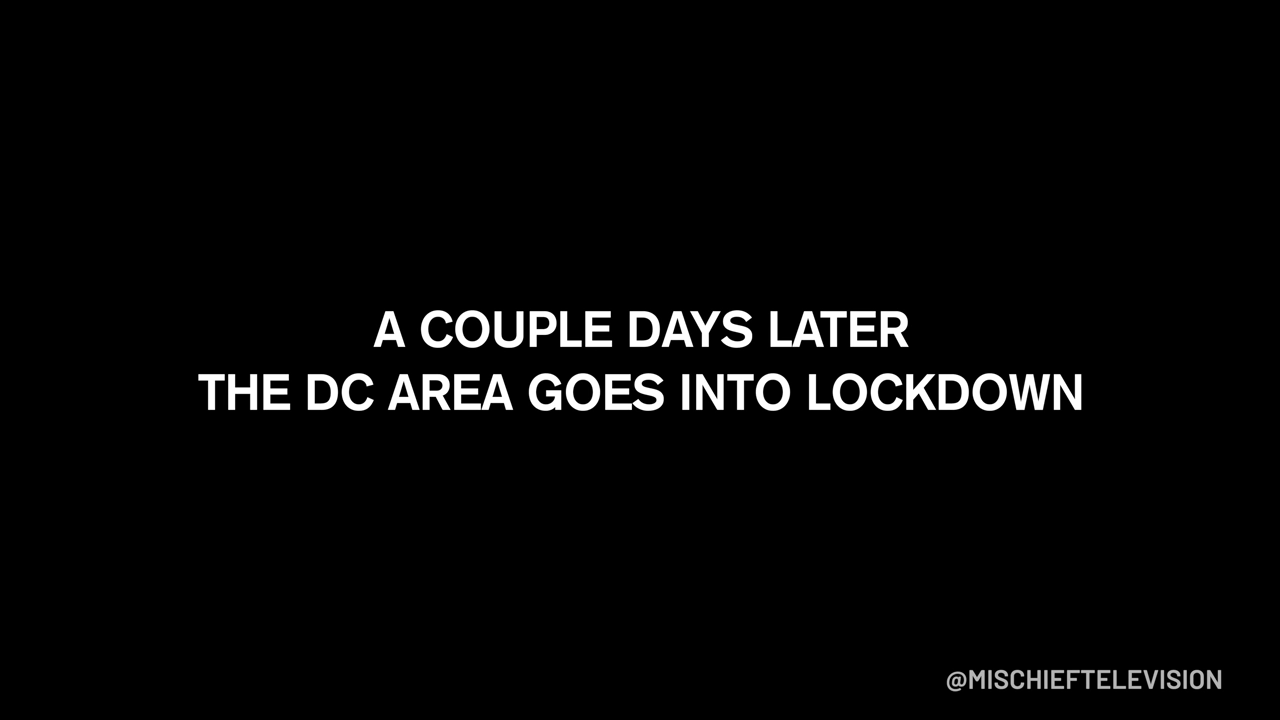 A COUPLE DAYS LATER
THE DC AREA GOES INTO LOCKDOWN
@MISCHIEFTELEVISION